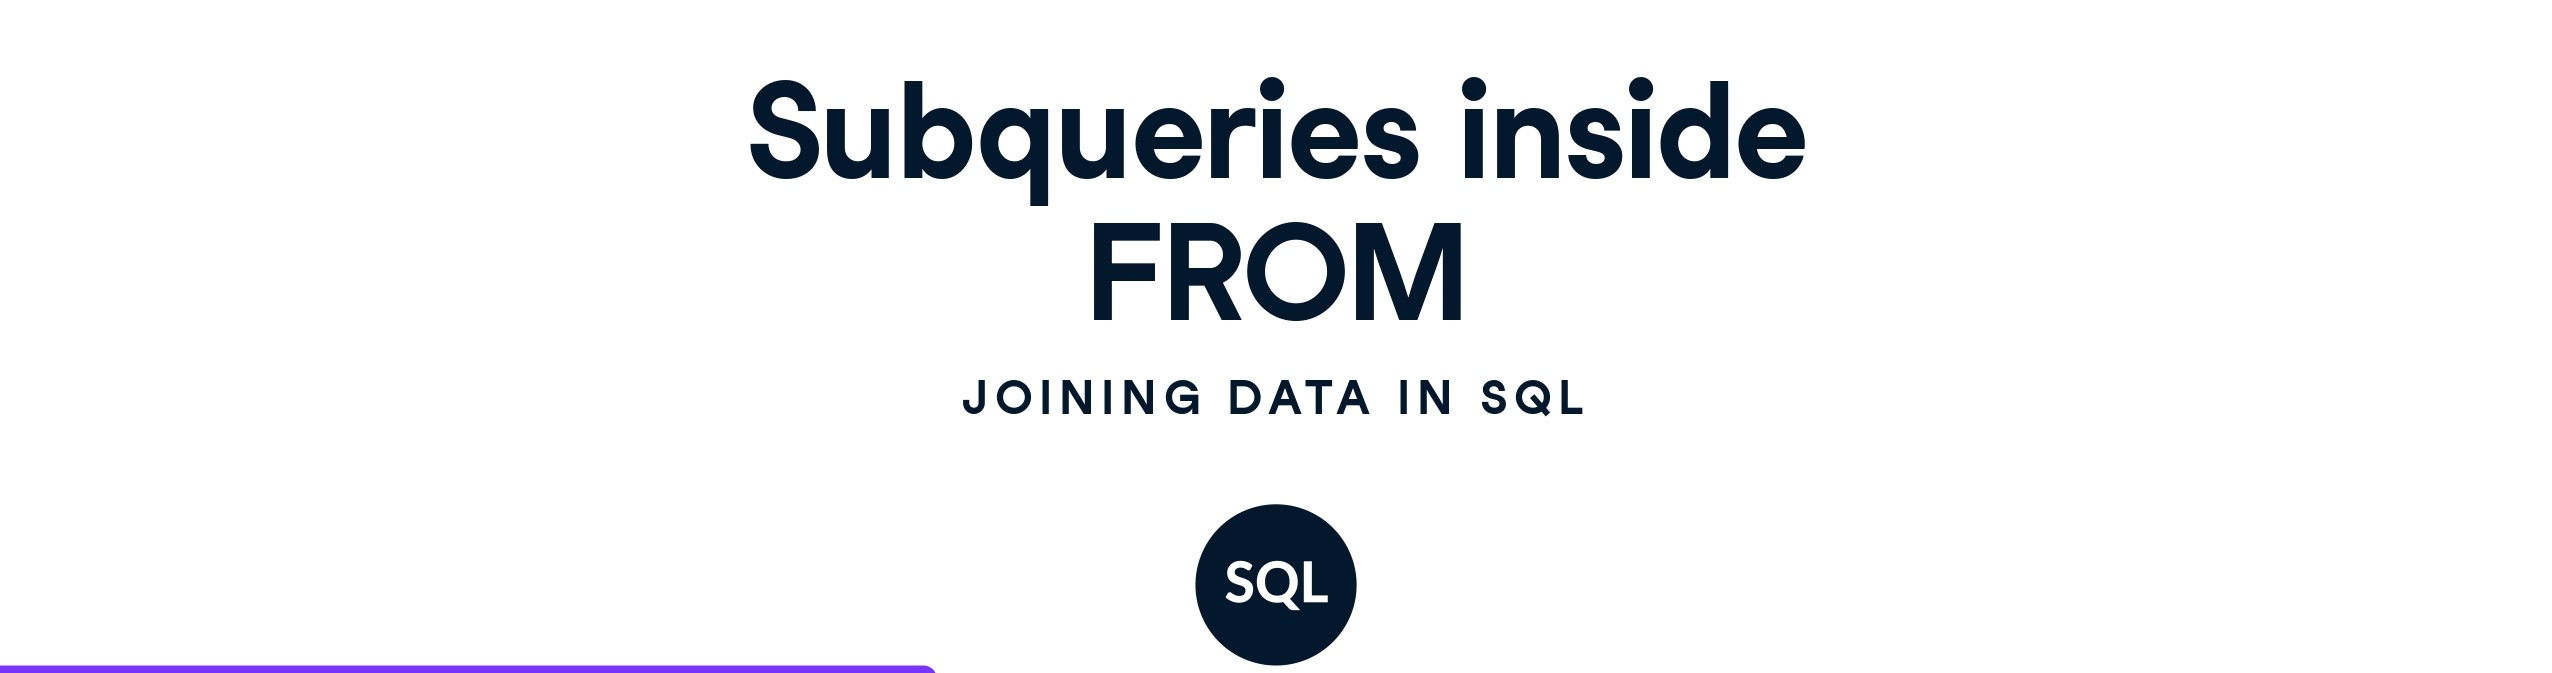 Subqueries inside
FROM
JOINING DATA IN SQL
SQL